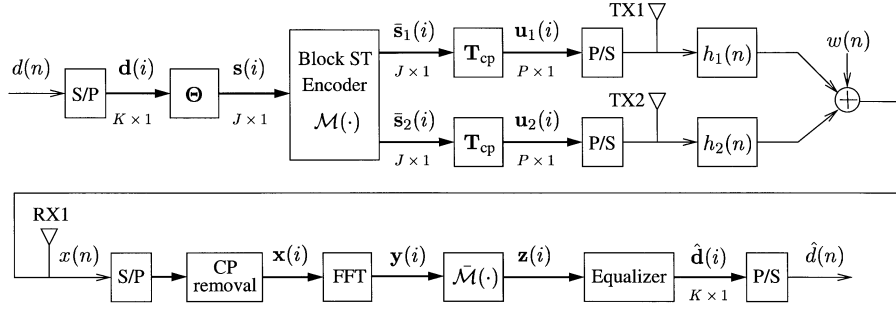 TX1
d(n) d(i) s(i) Block ST s̄₁(i) u₁(i) w(n)
S/P Θ Encoder T_cp P/S h₁(n)
K × 1 J × 1 M(·) J × 1 P × 1
s̄₂(i) u₂(i) TX2
T_cp P/S h₂(n)
J × 1 P × 1
RX1
x(n) S/P CP removal x(i) FFT y(i) M̄(·) z(i) Equalizer d̂(i) P/S d̂(n)
K × 1